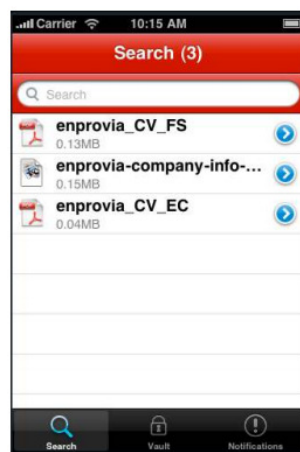 Carrier 10:15 AM
Search (3)
Search
enprovia_CV_FS
0.13MB
enprovia-company-info-...
0.15MB
enprovia_CV_EC
0.04MB
Search Vault Notifications